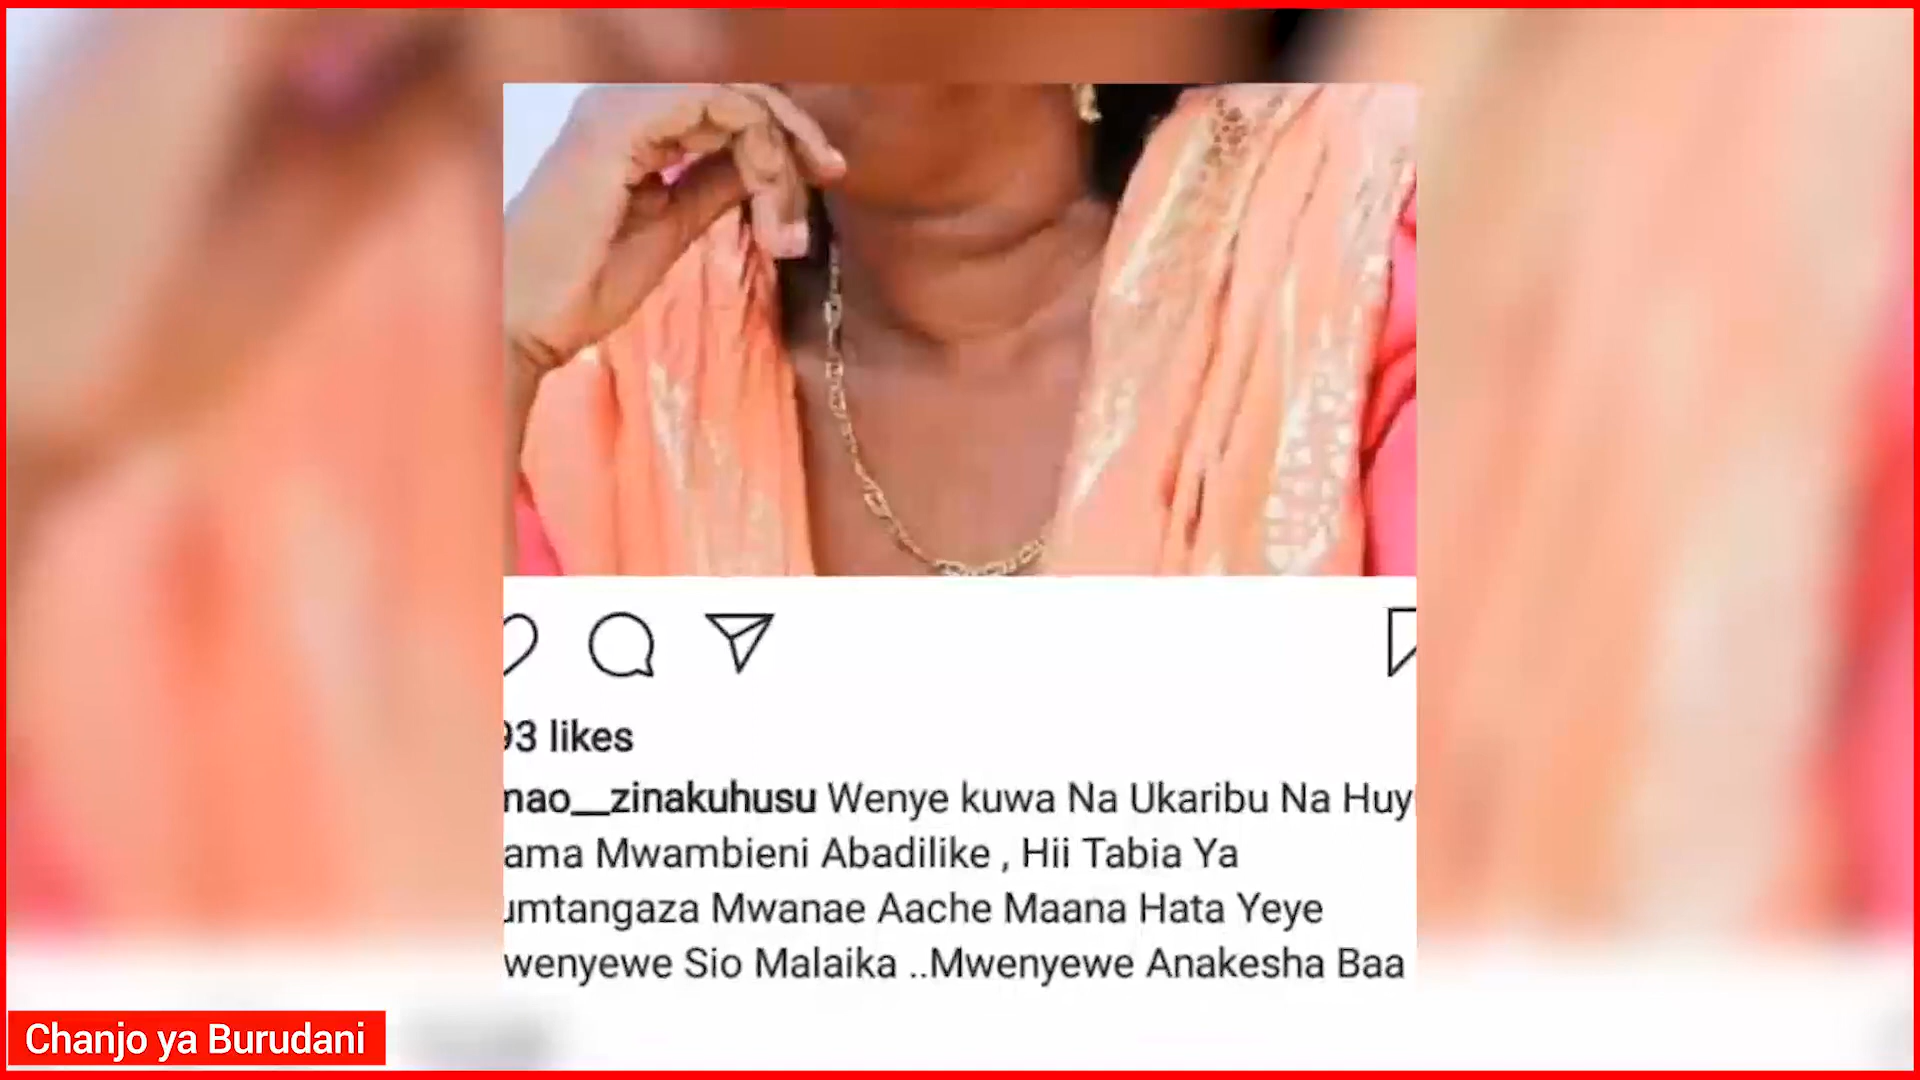 93 likes
mao__zinakuhusu Wenye kuwa Na Ukaribu Na Huy
ama Mwambieni Abadilike , Hii Tabia Ya
umtangaza Mwanae Aache Maana Hata Yeye
wenyewe Sio Malaika ..Mwenyewe Anakesha Baa
Chanjo ya Burudani